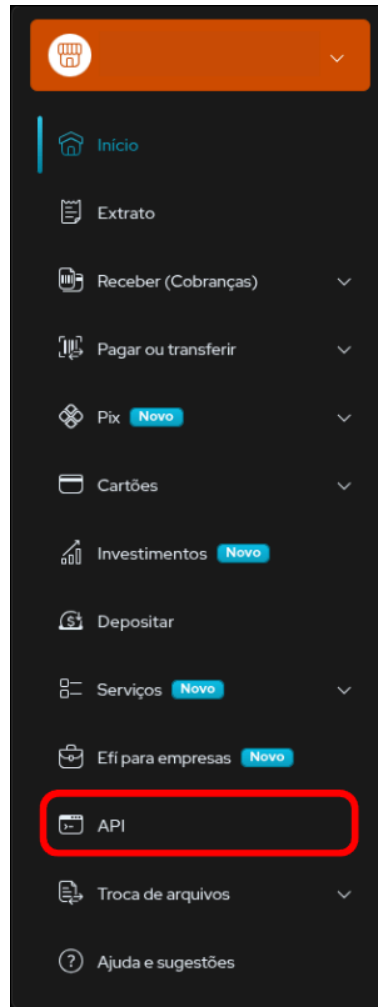 Início
Extrato
Receber (Cobranças)
Pagar ou transferir
Pix Novo
Cartões
Investimentos Novo
Depositar
Serviços Novo
Efí para empresas Novo
API
Troca de arquivos
Ajuda e sugestões